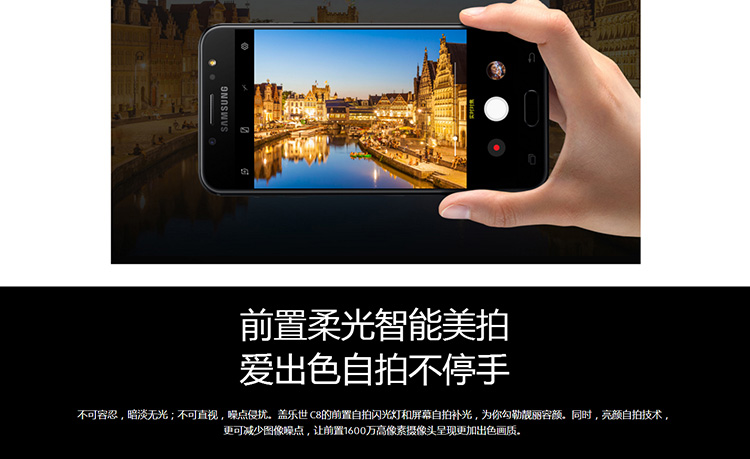 SAMSUNG
实时对焦
前置柔光智能美拍
爱出色自拍不停手
不可容忍，暗淡无光；不可直视，噪点侵扰。盖乐世 C8的前置自拍闪光灯和屏幕自拍补光，为你勾勒靓丽容颜。同时，亮颜自拍技术，
更可减少图像噪点，让前置1600万高像素摄像头呈现更加出色画质。